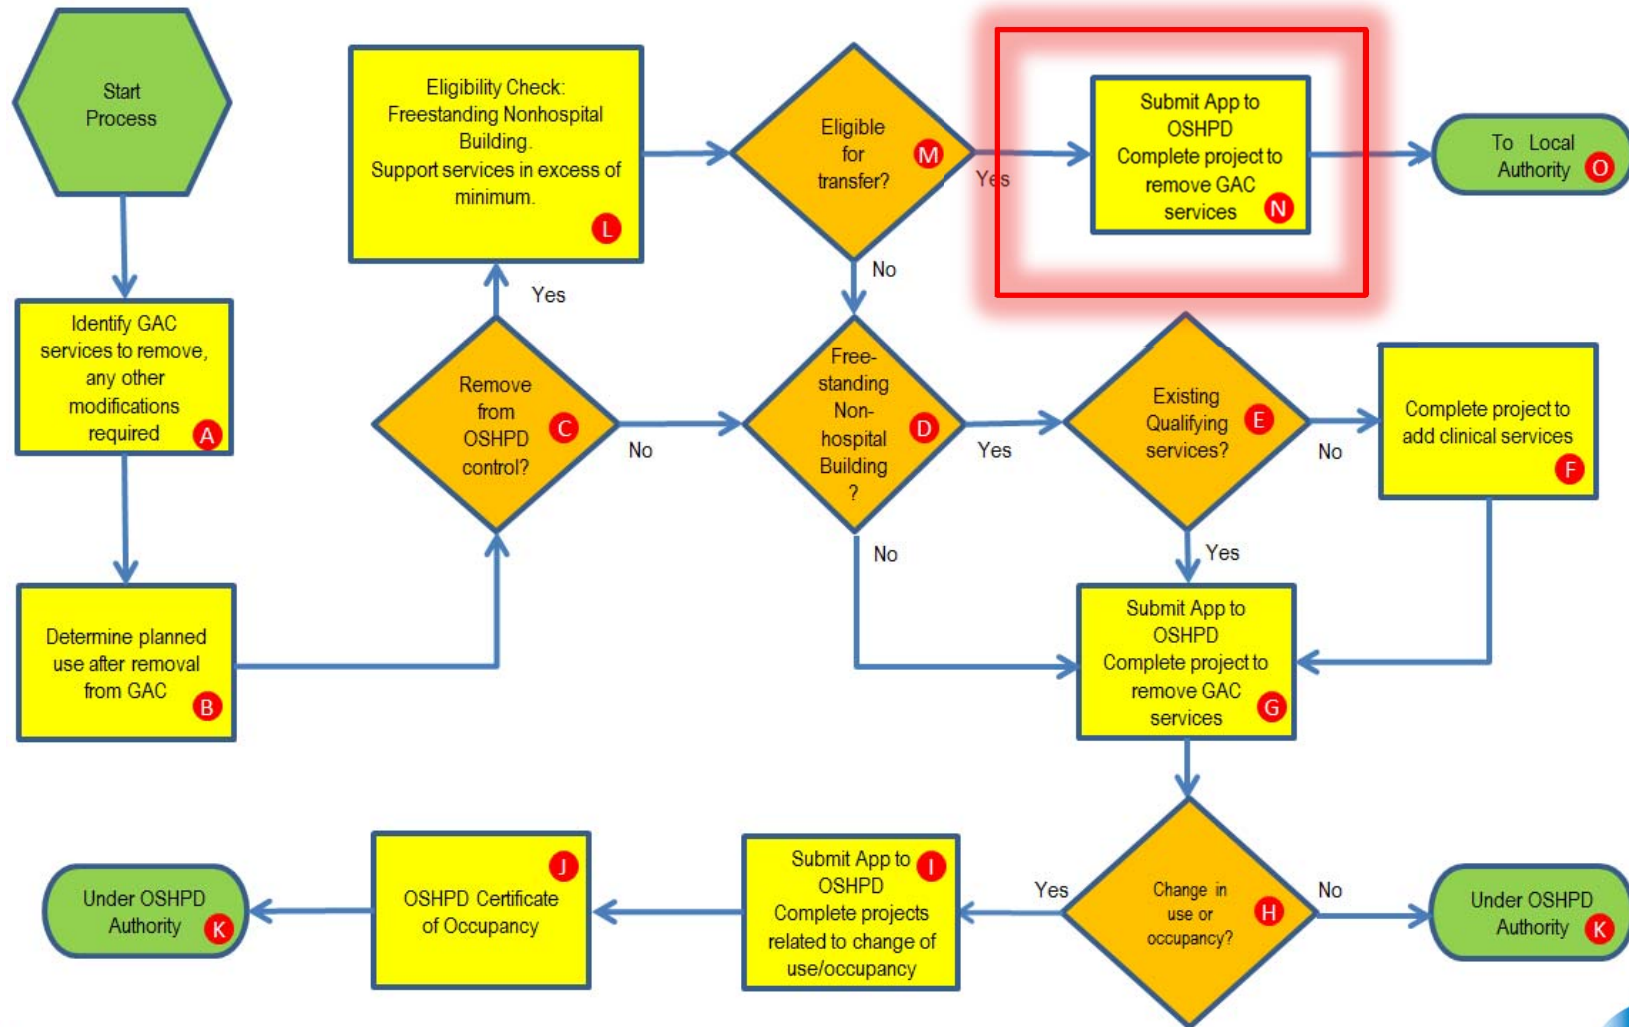 Start
Process
Identify GAC
services to remove,
any other
modifications
required
A
Determine planned
use after removal
from GAC
B
Remove
from
OSHPD
control?
C
Yes
No
Eligibility Check:
Freestanding Nonhospital
Building.
Support services in excess of
minimum.
L
Eligible
for
transfer?
M
Yes
No
Submit App to
OSHPD
Complete project to
remove GAC
services
N
To Local
Authority
O
Free-
standing
Non-
hospital
Building
?
D
Yes
No
Existing
Qualifying
services?
E
No
Yes
Complete project to
add clinical services
F
Submit App to
OSHPD
Complete project to
remove GAC
services
G
Change in
use or
occupancy?
H
Yes
No
Submit App to
OSHPD
Complete projects
related to change of
use/occupancy
I
OSHPD Certificate
of Occupancy
J
Under OSHPD
Authority
K
Under OSHPD
Authority
K